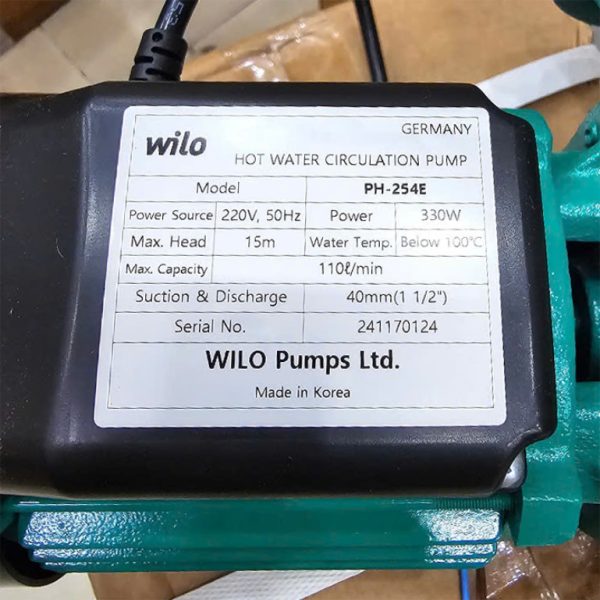 GERMANY
wilo
HOT WATER CIRCULATION PUMP
Model PH-254E
Power Source 220V, 50Hz Power 330W
Max. Head 15m Water Temp. Below 100℃
Max. Capacity 110ℓ/min
Suction & Discharge 40mm(1 1/2")
Serial No. 241170124
WILO Pumps Ltd.
Made in Korea